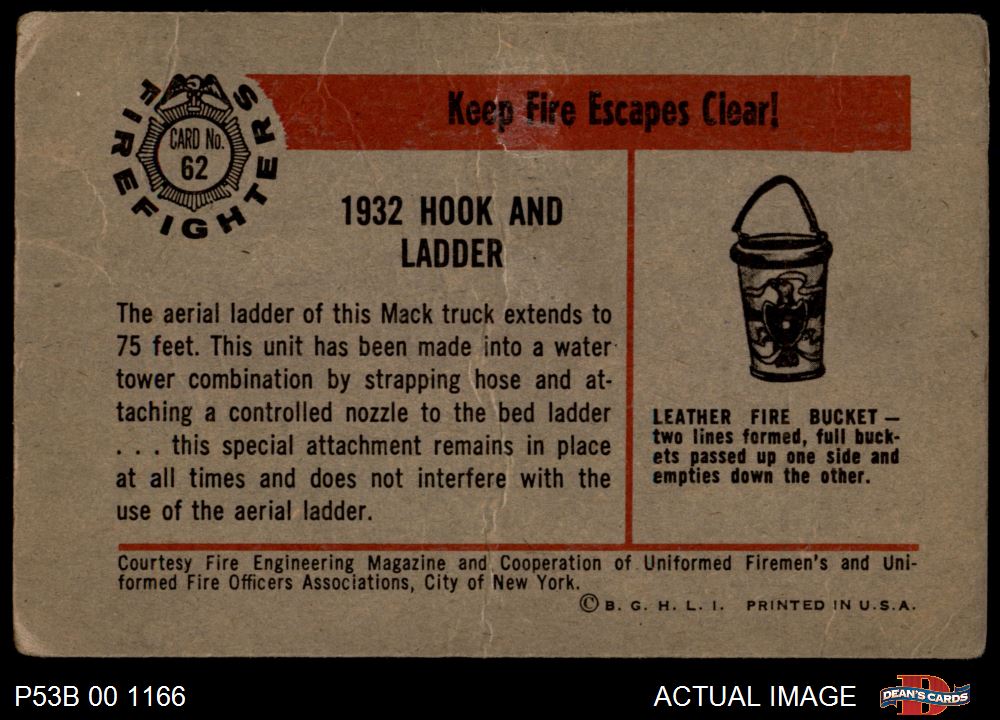 FIREFIGHTERS
CARD No.
62
Keep Fire Escapes Clear!
1932 HOOK AND
LADDER
The aerial ladder of this Mack truck extends to
75 feet. This unit has been made into a water
tower combination by strapping hose and at-
taching a controlled nozzle to the bed ladder
. . . this special attachment remains in place
at all times and does not interfere with the
use of the aerial ladder.
LEATHER FIRE BUCKET —
two lines formed, full buck-
ets passed up one side and
empties down the other.
Courtesy Fire Engineering Magazine and Cooperation of Uniformed Firemen's and Uni-
formed Fire Officers Associations, City of New York.
© B. G. H. L. I. PRINTED IN U.S.A.
P53B 00 1166
ACTUAL IMAGE
D
DEAN'S CARDS